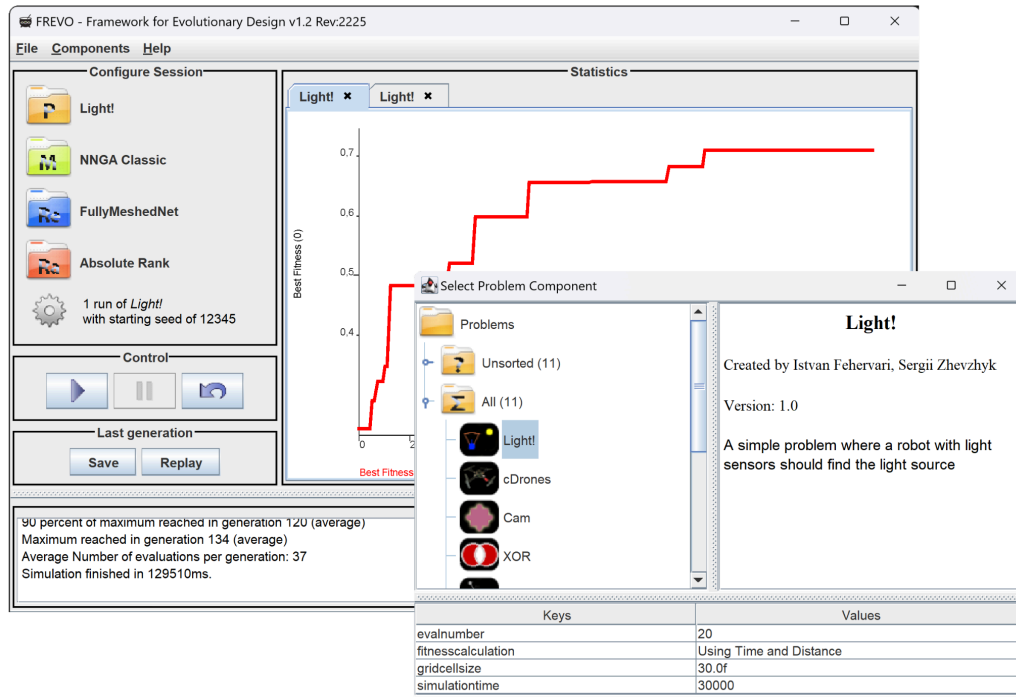 FREVO - Framework for Evolutionary Design v1.2 Rev:2225
File Components Help
Configure Session
Light!
NNGA Classic
FullyMeshedNet
Absolute Rank
1 run of Light!
with starting seed of 12345
Control
Last generation
Save Replay
Statistics
Light! Light!
Best Fitness (0)
0,7
0,6
0,5
0,4
0
Best Fitness
90 percent of maximum reached in generation 120 (average)
Maximum reached in generation 134 (average)
Average Number of evaluations per generation: 37
Simulation finished in 129510ms.
Select Problem Component
Problems
Unsorted (11)
All (11)
Light!
cDrones
Cam
XOR
Light!
Created by Istvan Fehervari, Sergii Zhevzhyk
Version: 1.0
A simple problem where a robot with light
sensors should find the light source
Keys Values
evalnumber 20
fitnesscalculation Using Time and Distance
gridcellsize 30.0f
simulationtime 30000